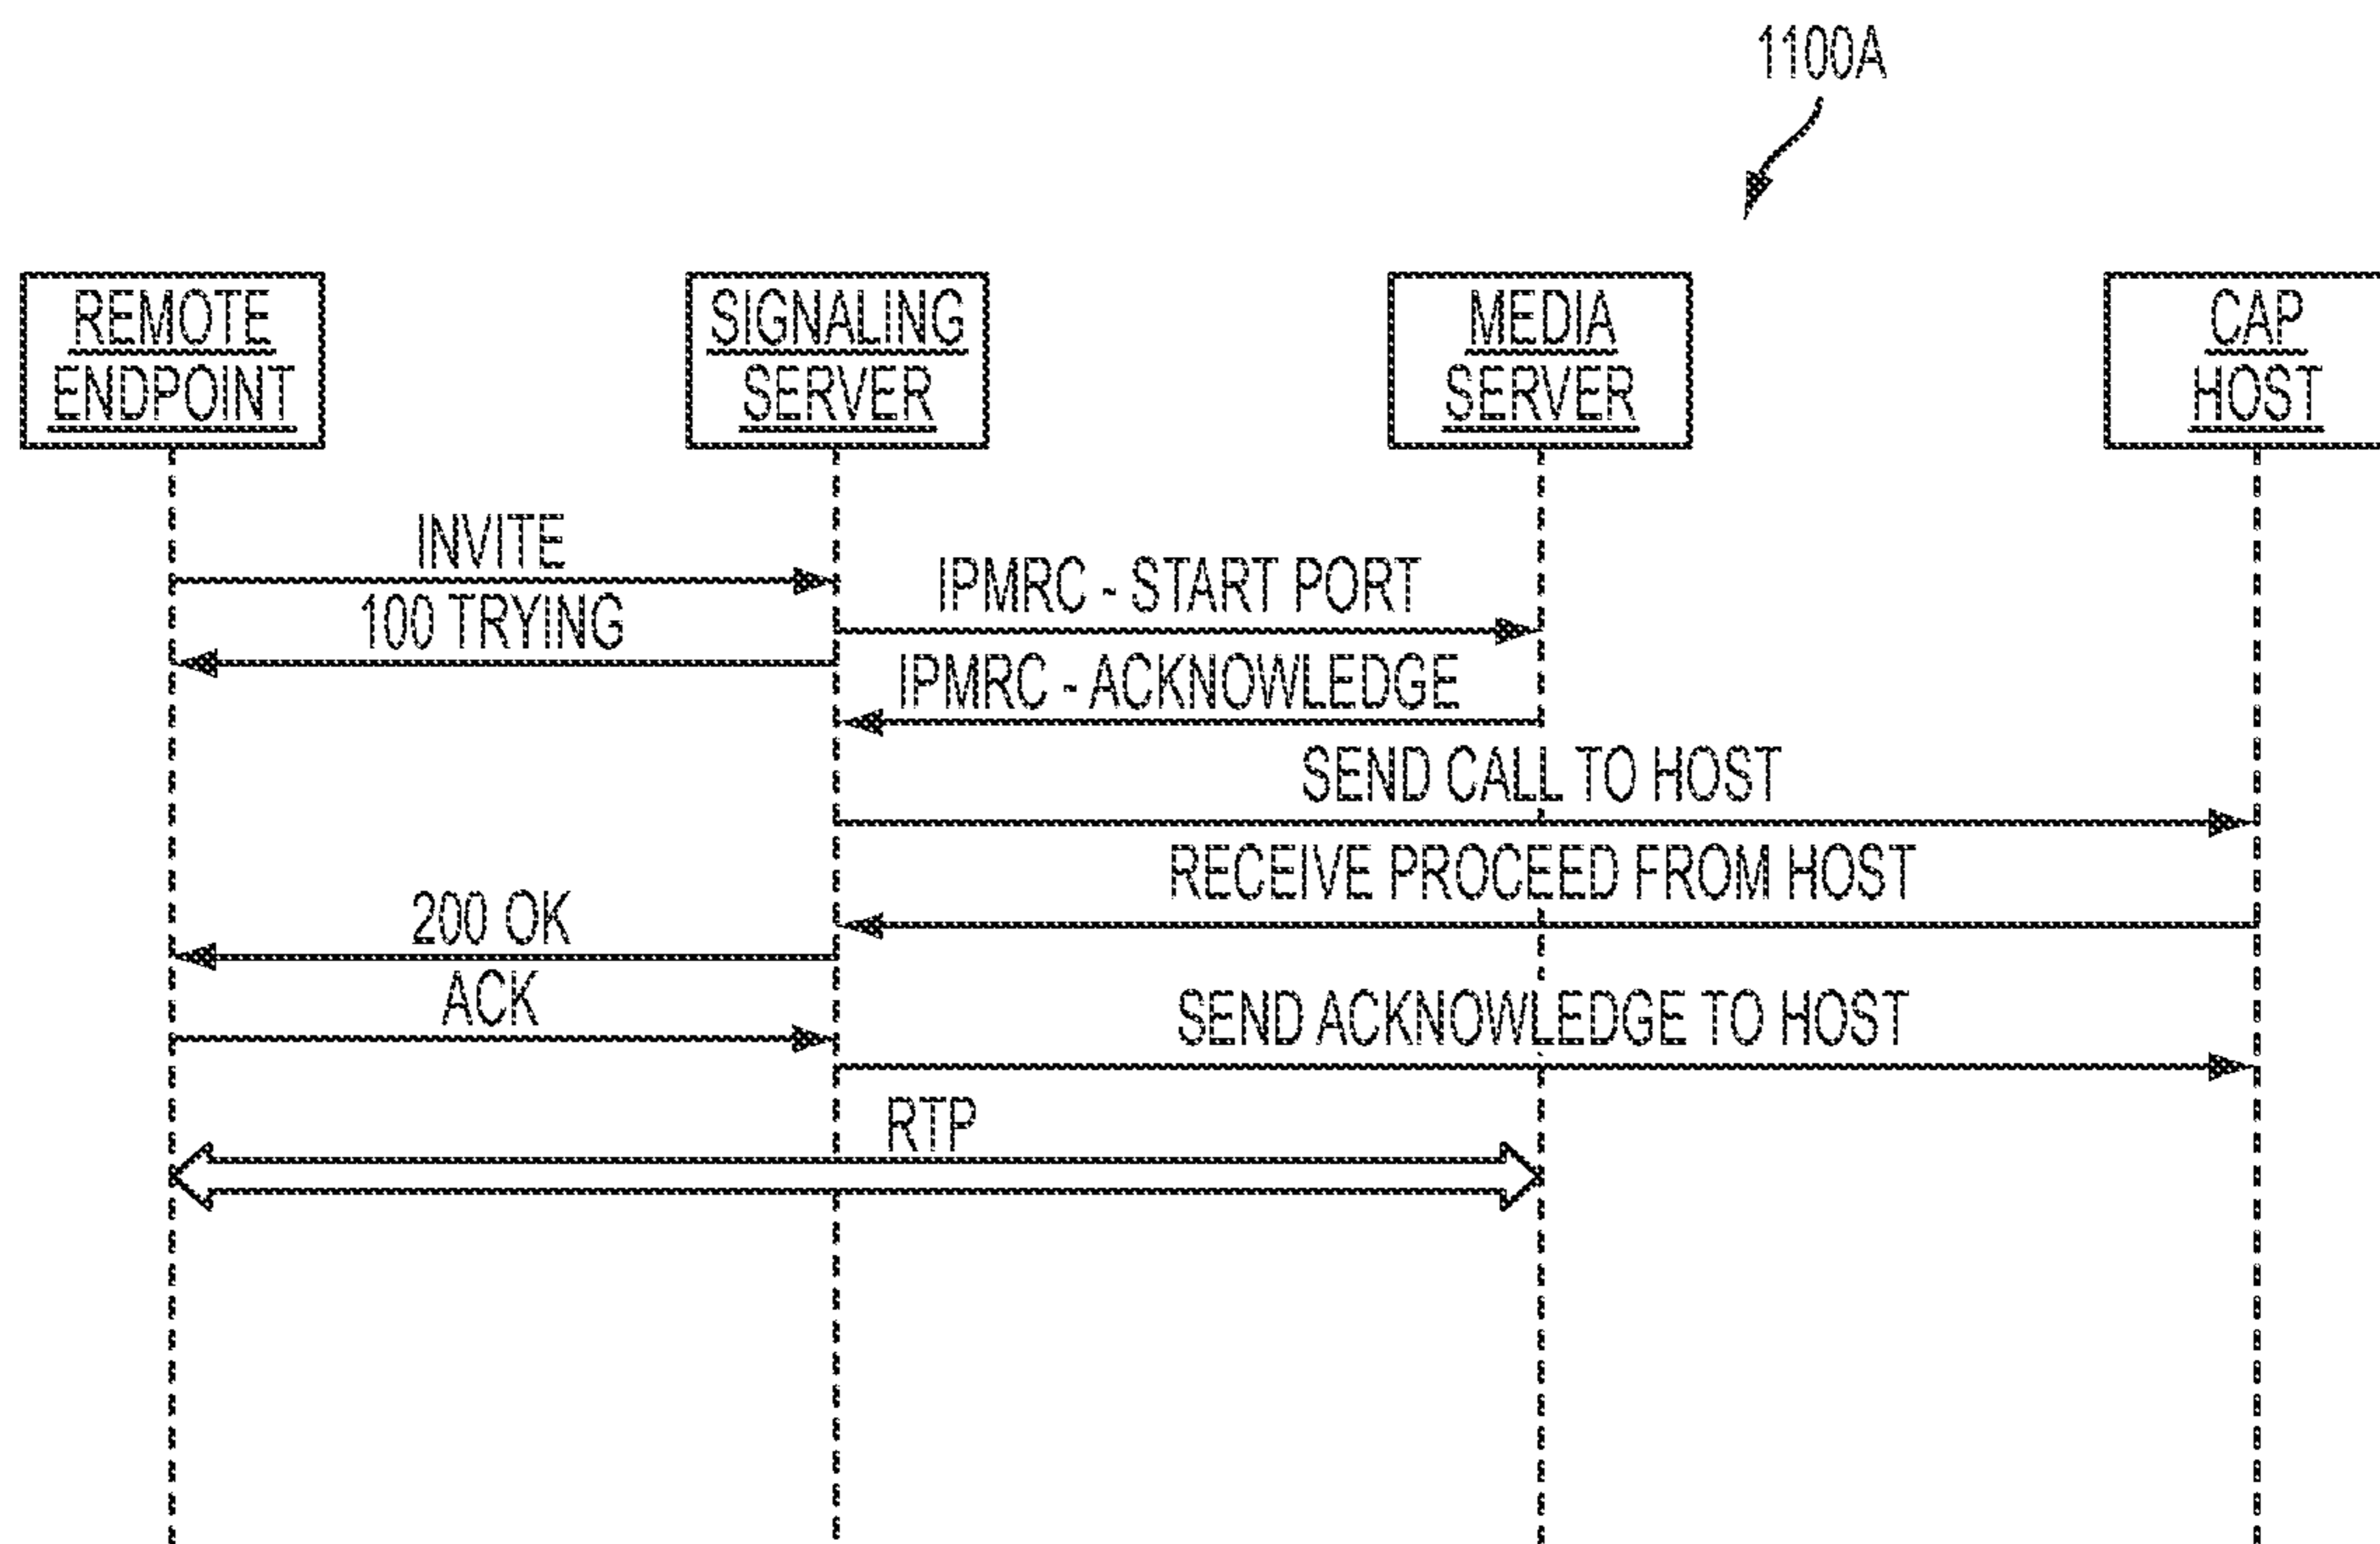 1100A
REMOTE
ENDPOINT
SIGNALING
SERVER
MEDIA
SERVER
CAP
HOST
INVITE
IPMRC - START PORT
100 TRYING
IPMRC - ACKNOWLEDGE
SEND CALL TO HOST
RECEIVE PROCEED FROM HOST
200 OK
ACK
SEND ACKNOWLEDGE TO HOST
RTP